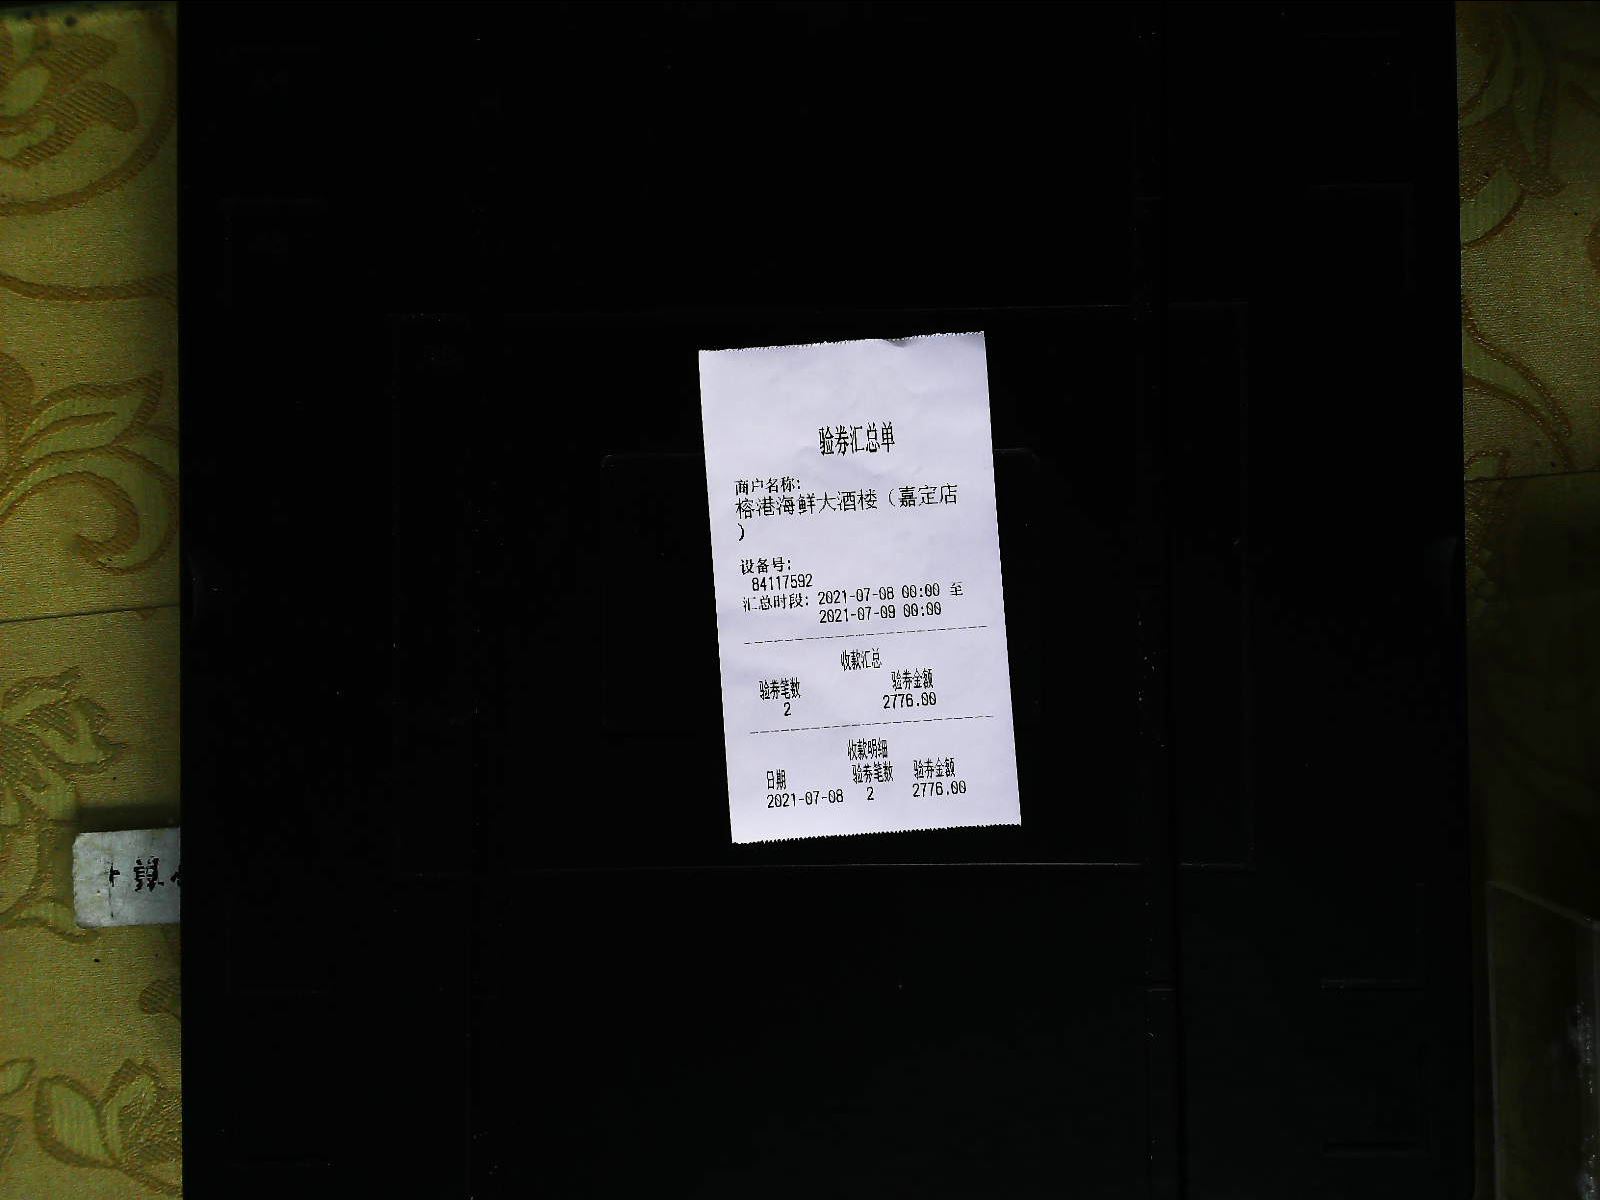 验券汇总单
商户名称:
榕港海鲜大酒楼（嘉定店
）
设备号:
84117592
汇总时段: 2021-07-08 00:00 至
2021-07-09 00:00
收款汇总
验券笔数 验券金额
2 2776.00
收款明细
日期 验券笔数 验券金额
2021-07-08 2 2776.00